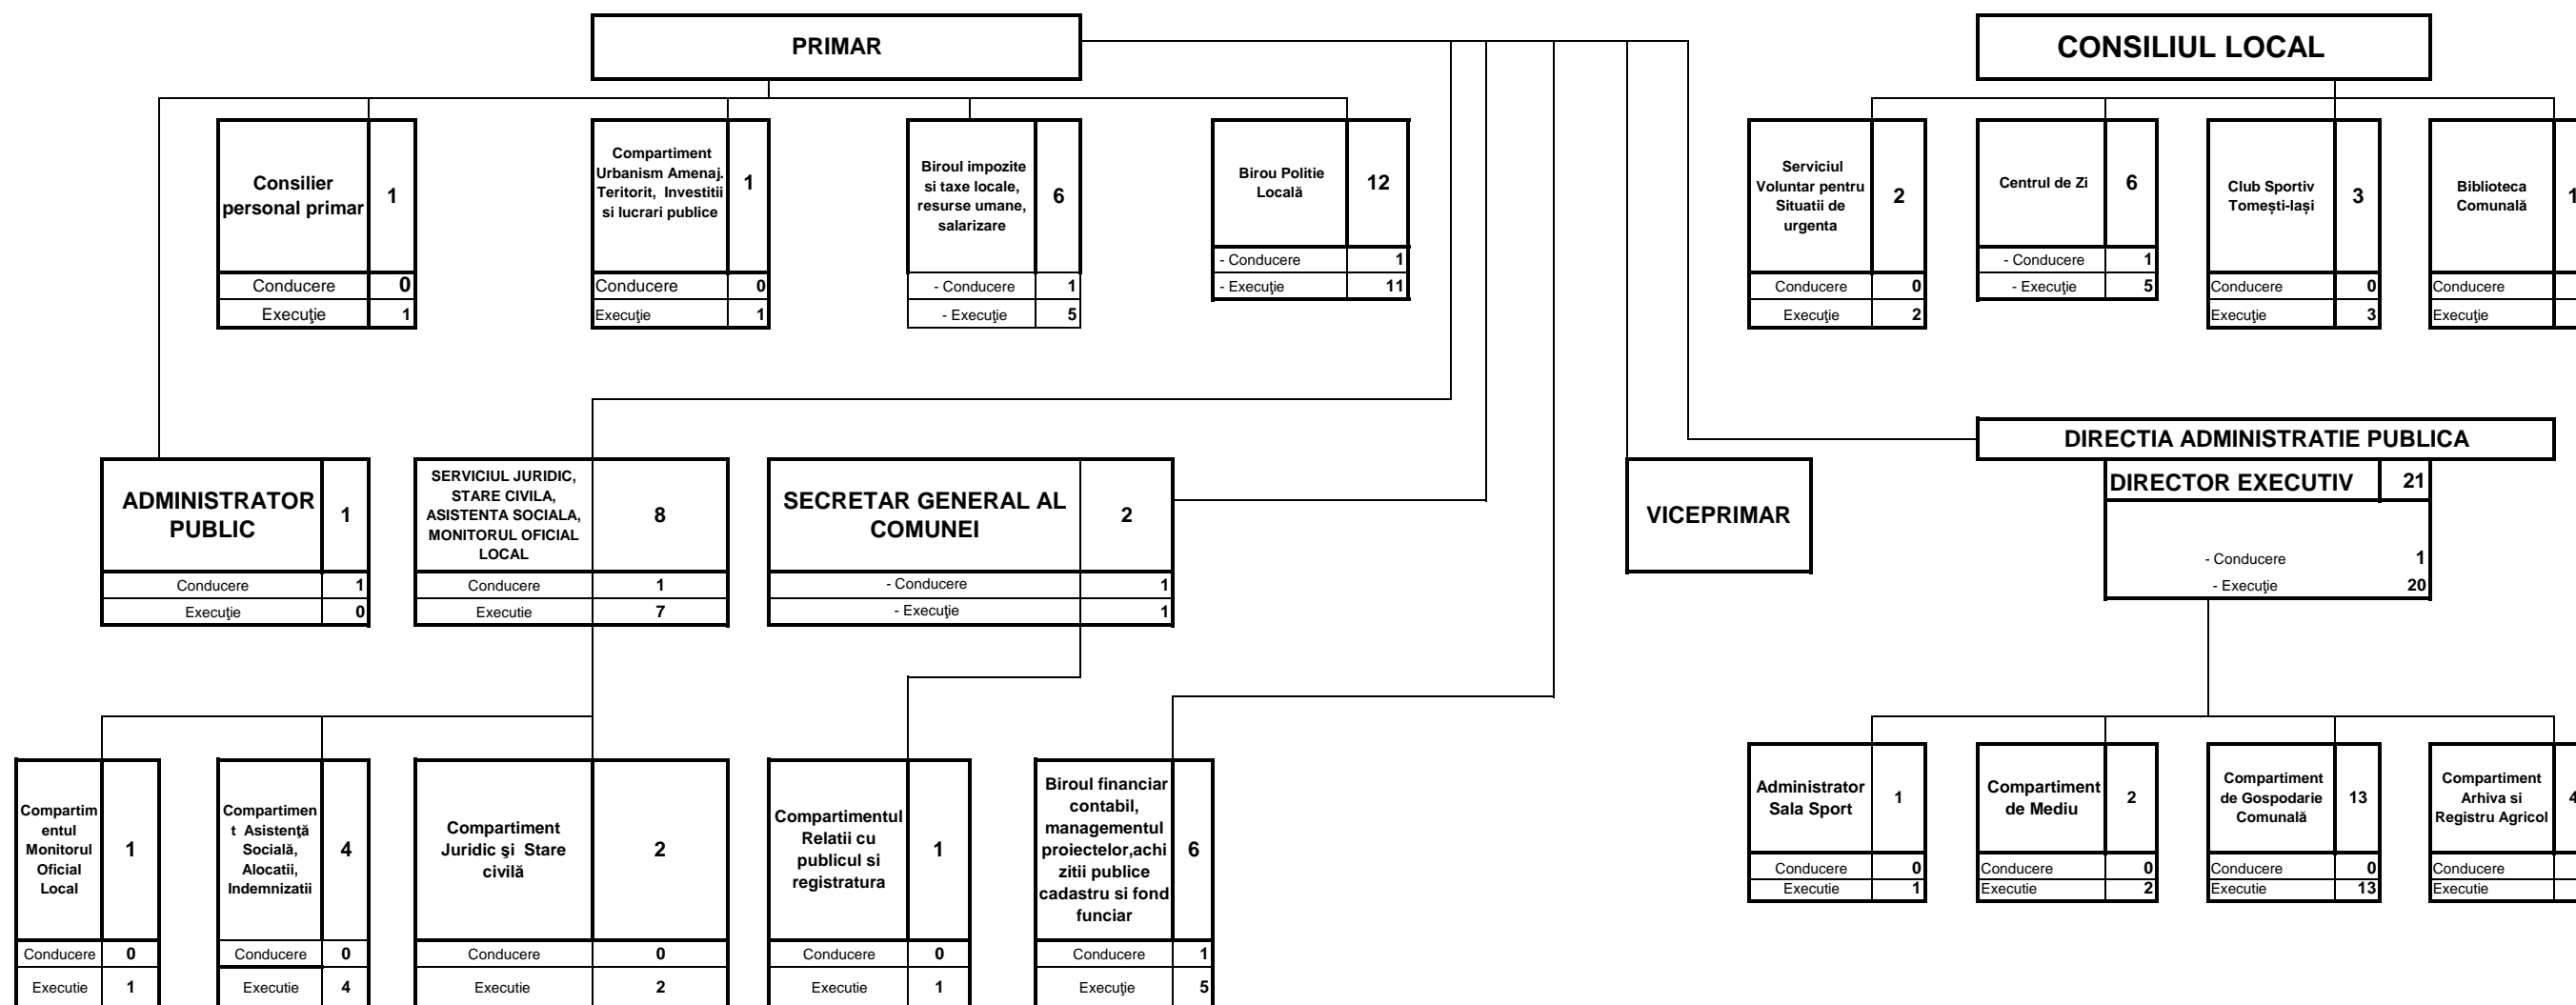 PRIMAR
CONSILIUL LOCAL
Consilier
personal primar
1
Conducere 0
Execuţie 1
Compartiment
Urbanism Amenaj.
Teritorit, Investitii
si lucrari publice
1
Conducere 0
Execuţie 1
Biroul impozite
si taxe locale,
resurse umane,
salarizare
6
- Conducere 1
- Execuţie 5
Birou Politie
Locală
12
- Conducere 1
- Execuţie 11
Serviciul
Voluntar pentru
Situatii de
urgenta
2
Conducere 0
Execuţie 2
Centrul de Zi
6
- Conducere 1
- Execuţie 5
Club Sportiv
Tomești-Iași
3
Conducere 0
Execuţie 3
Biblioteca
Comunală
1
Conducere
Execuţie
ADMINISTRATOR
PUBLIC
1
Conducere 1
Execuţie 0
SERVICIUL JURIDIC,
STARE CIVILA,
ASISTENTA SOCIALA,
MONITORUL OFICIAL
LOCAL
8
Conducere 1
Executie 7
SECRETAR GENERAL AL
COMUNEI
2
- Conducere 1
- Execuţie 1
VICEPRIMAR
DIRECTIA ADMINISTRATIE PUBLICA
DIRECTOR EXECUTIV 21
- Conducere 1
- Execuţie 20
Compartim
entul
Monitorul
Oficial
Local
1
Conducere 0
Executie 1
Compartimen
t Asistenţă
Socială,
Alocatii,
Indemnizatii
4
Conducere 0
Executie 4
Compartiment
Juridic şi Stare
civilă
2
Conducere 0
Executie 2
Compartimentul
Relatii cu
publicul si
registratura
1
Conducere 0
Executie 1
Biroul financiar
contabil,
managementul
proiectelor,achi
zitii publice
cadastru si fond
funciar
6
Conducere 1
Execuţie 5
Administrator
Sala Sport
1
Conducere 0
Executie 1
Compartiment
de Mediu
2
Conducere 0
Executie 2
Compartiment
de Gospodarie
Comunală
13
Conducere 0
Executie 13
Compartiment
Arhiva si
Registru Agricol
4
Conducere
Executie